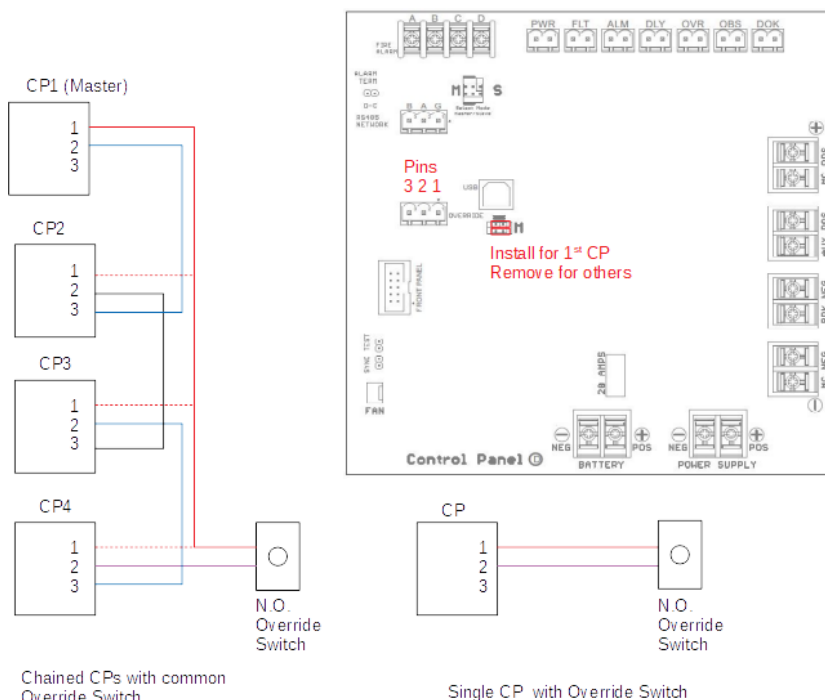 A B C D
PWR FLT ALM DLY OVR OBS DOK
FIRE
ALARM
CP1 (Master)
1
2
3
ALARM
TERM
D-C
RS485
NETWORK
B A G
M S
Pins
3 2 1
USB
OVERRIDE
M
Install for 1st CP
Remove for others
CP2
1
2
3
FRONT PANEL
SYNC TEST
FAN
20 AMPS
CP3
1
2
3
NEG POS
BATTERY
NEG POS
POWER SUPPLY
Control Panel ©
CP4
1
2
3
N.O.
Override
Switch
Chained CPs with common
Override Switch
CP
1
2
3
N.O.
Override
Switch
Single CP with Override Switch